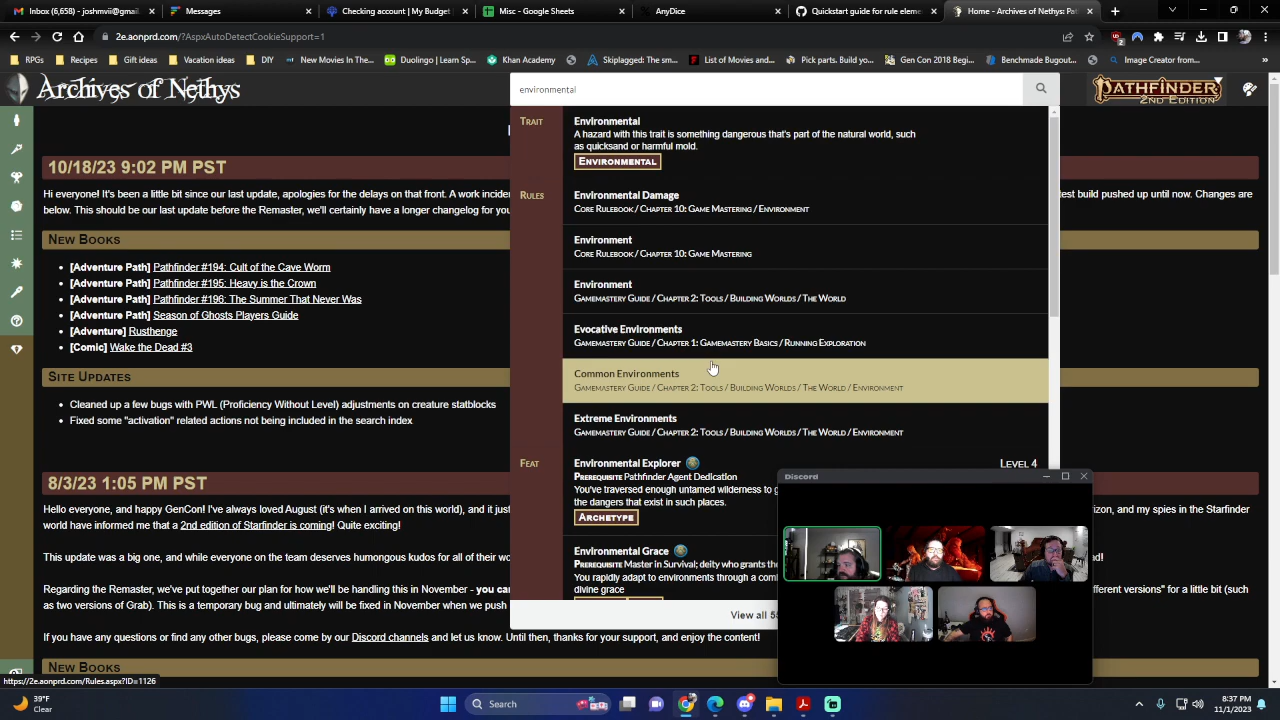 Inbox (6,658) - joshmvii@gmail
Messages
Checking account | My Budget
Misc - Google Sheets
AnyDice
Quickstart guide for rule elemen
Home - Archives of Nethys: Pat
2e.aonprd.com/?AspxAutoDetectCookieSupport=1
RPGs
Recipes
Gift ideas
Vacation ideas
DIY
New Movies In The...
Duolingo | Learn Sp...
Khan Academy
Skiplagged: The sm...
List of Movies and...
Pick parts. Build yo...
Gen Con 2018 Begi...
Benchmade Bugout...
Image Creator from...
Archives of Nethys
environmental
PATHFINDER
2ND EDITION
Trait
Environmental
A hazard with this trait is something dangerous that's part of the natural world, such
as quicksand or harmful mold.
Environmental
Rules
Environmental Damage
Core Rulebook / Chapter 10: Game Mastering / Environment
Environment
Core Rulebook / Chapter 10: Game Mastering
Environment
Gamemastery Guide / Chapter 2: Tools / Building Worlds / The World
Evocative Environments
Gamemastery Guide / Chapter 1: Gamemastery Basics / Running Exploration
Common Environments
Gamemastery Guide / Chapter 2: Tools / Building Worlds / The World / Environment
Extreme Environments
Gamemastery Guide / Chapter 2: Tools / Building Worlds / The World / Environment
Feat
Environmental Explorer
Level 4
Prerequisite Pathfinder Agent Dedication
You've traversed enough untamed wilderness to g
the dangers that exist in such places.
Archetype
Environmental Grace
Prerequisite Master in Survival; deity who grants the
You rapidly adapt to environments through a com
divine grace
View all 55
10/18/23 9:02 PM PST
Hi everyone! It's been a little bit since our last update, apologies for the delays on that front. A work inciden
test build pushed up until now. Changes are
below. This should be our last update before the Remaster, we'll certainly have a longer changelog for you
New Books
[Adventure Path] Pathfinder #194: Cult of the Cave Worm
[Adventure Path] Pathfinder #195: Heavy is the Crown
[Adventure Path] Pathfinder #196: The Summer That Never Was
[Adventure Path] Season of Ghosts Players Guide
[Adventure] Rusthenge
[Comic] Wake the Dead #3
Site Updates
Cleaned up a few bugs with PWL (Proficiency Without Level) adjustments on creature statblocks
Fixed some "activation" related actions not being included in the search index
8/3/23 1:05 PM PST
Hello everyone, and happy GenCon! I've always loved August (it's when I arrived!), and it
rizon, and my spies in the Starfinder
world have informed me that a 2nd edition of Starfinder is coming! Quite exciting!
This update was a big one, and while everyone on the team deserves humongous kudos for all of their wo
Regarding the Remaster, we've put together our plan for how we'll be handling this in November - you can
fferent versions" for a little bit (such
as two versions of Grab). This is a temporary bug and ultimately will be fixed in November when we push
If you have any questions or find any other bugs, please come by our Discord channels and let us know. Until then, thanks for your support, and enjoy the content!
New Books
Discord
https://2e.aonprd.com/Rules.aspx?ID=1126
39°F
Clear
Search
8:37 PM
11/1/2023